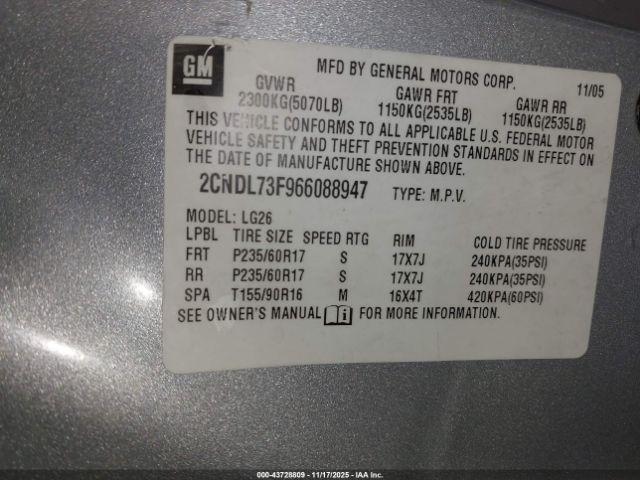 GM
MFD BY GENERAL MOTORS CORP. 11/05
GVWR GAWR FRT GAWR RR
2300KG(5070LB) 1150KG(2535LB) 1150KG(2535LB)
THIS VEHICLE CONFORMS TO ALL APPLICABLE U.S. FEDERAL MOTOR
VEHICLE SAFETY AND THEFT PREVENTION STANDARDS IN EFFECT ON
THE DATE OF MANUFACTURE SHOWN ABOVE.
2CNDL73F966088947 TYPE: M.P.V.
MODEL: LG26
LPBL TIRE SIZE SPEED RTG RIM COLD TIRE PRESSURE
FRT P235/60R17 S 17X7J 240KPA(35PSI)
RR P235/60R17 S 17X7J 240KPA(35PSI)
SPA T155/90R16 M 16X4T 420KPA(60PSI)
SEE OWNER'S MANUAL i FOR MORE INFORMATION.
000-43728809 - 11/17/2025 - IAA Inc.